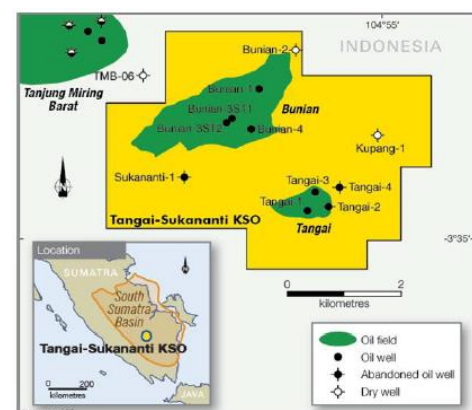 104°55'
INDONESIA
Bunian-2
TMB-06
Tanjung Miring
Barat
Bunian-1
Bunian 3ST1
Bunian
Bunian 3ST2
Bunian-4
Kupang-1
Sukananti-1
Tangai-3
Tangai-4
Tangai-1
Tangai-2
Tangai-Sukananti KSO
Tangai
-3°35'
N
Location
SUMATRA
South
Sumatra
Basin
Tangai-Sukananti KSO
0 200
kilometres
JAVA
0 2
kilometres
Oil field
Oil well
Abandoned oil well
Dry well